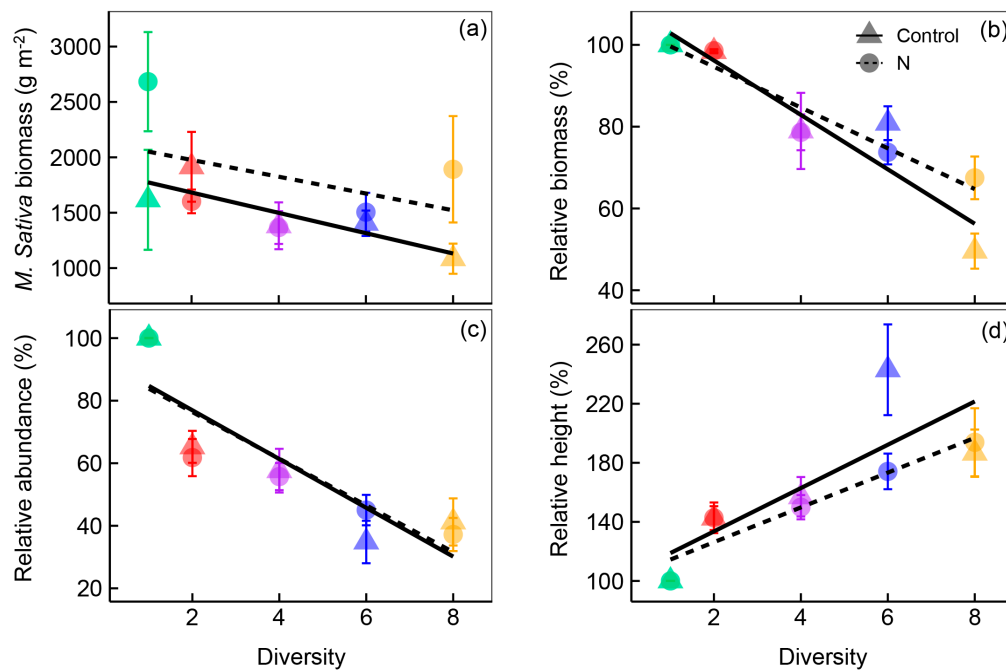 (a)
M. Sativa biomass (g m-2)
3000
2500
2000
1500
1000
(b)
Control
N
Relative biomass (%)
100
80
60
40
(c)
Relative abundance (%)
100
80
60
40
20
2 4 6 8
Diversity
(d)
Relative height (%)
260
220
180
140
100
2 4 6 8
Diversity